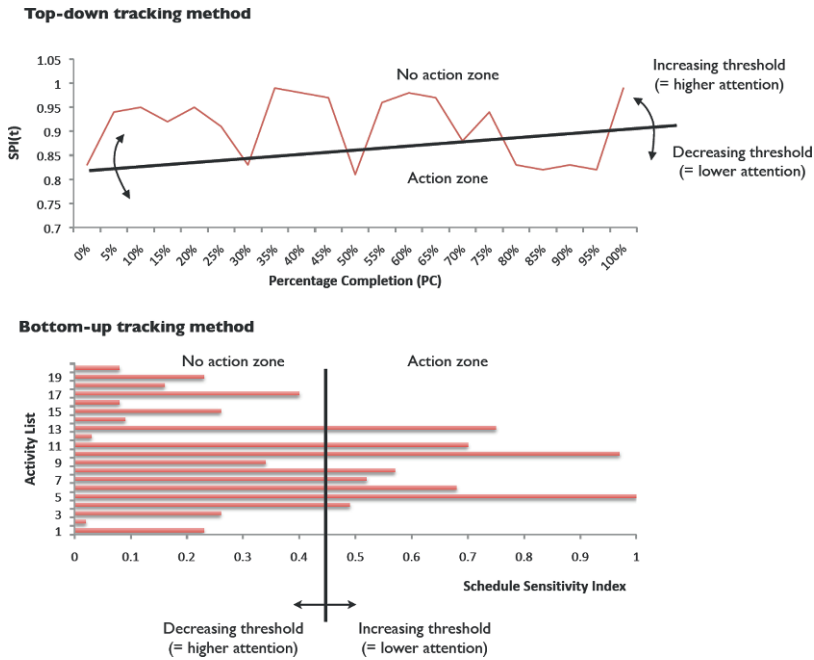 Top-down tracking method
1.05
1
0.95
0.9
0.85
0.8
0.75
0.7
SPI(t)
No action zone
Action zone
Increasing threshold
(= higher attention)
Decreasing threshold
(= lower attention)
0% 5% 10% 15% 20% 25% 30% 35% 40% 45% 50% 55% 60% 65% 70% 75% 80% 85% 90% 95% 100%
Percentage Completion (PC)
Bottom-up tracking method
No action zone
Action zone
Activity List
19
17
15
13
11
9
7
5
3
1
0 0.1 0.2 0.3 0.4 0.5 0.6 0.7 0.8 0.9 1
Schedule Sensitivity Index
Decreasing threshold
(= higher attention)
Increasing threshold
(= lower attention)